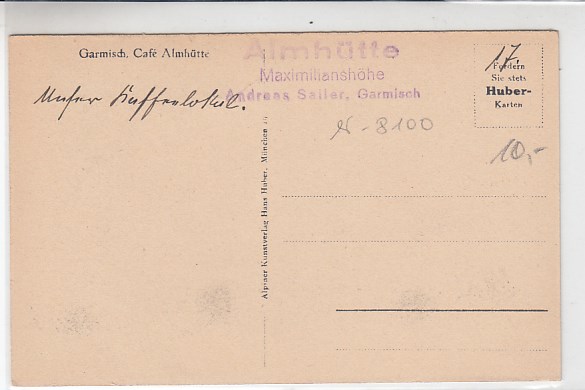 Garmisch, Café Almhütte
Unser Kaffeelokal.
Almhütte
Maximilianshöhe
Andreas Sailer, Garmisch
17.
Fordern
Sie stets
Huber-
Karten
N-8100
10,-
Alpiner Kunstverlag Hans Huber, München